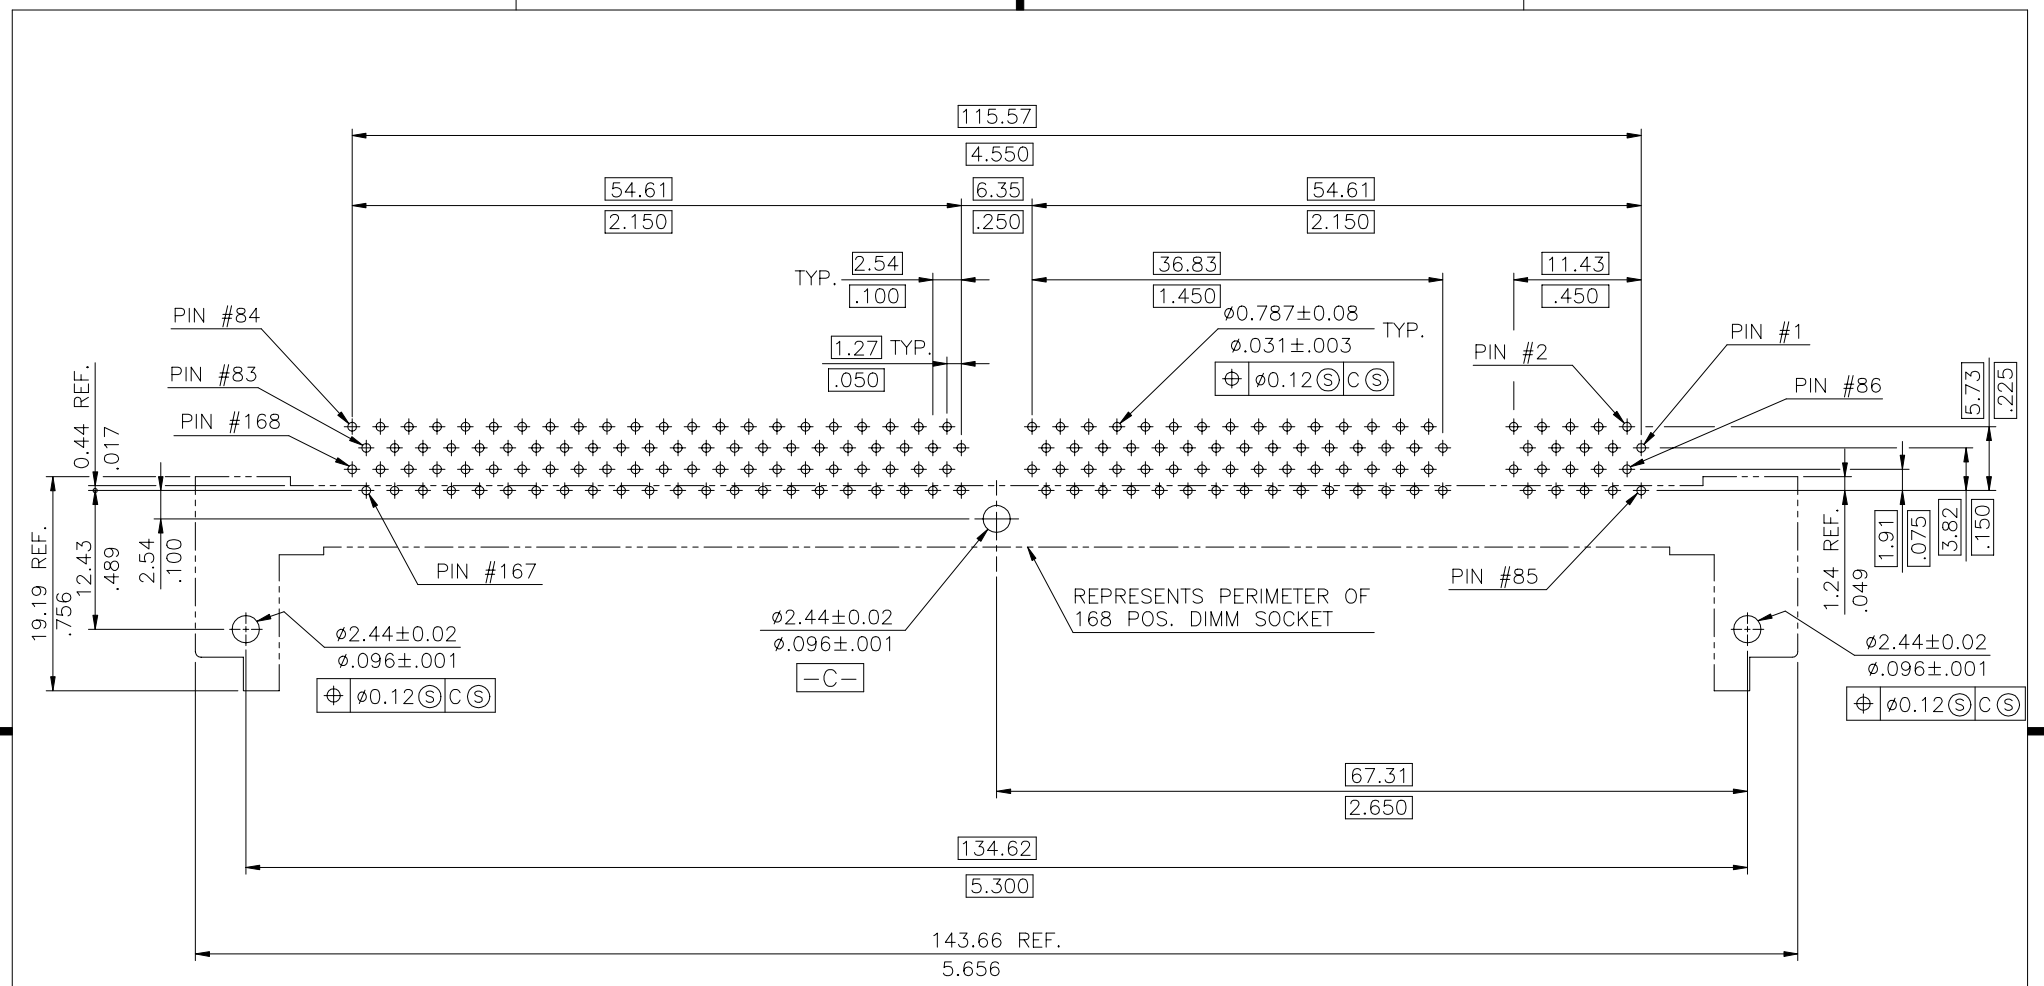 115.57
4.550
54.61
2.150
6.35
.250
54.61
2.150
TYP.
2.54
.100
36.83
1.450
11.43
.450
PIN #84
ø0.787±0.08
ø.031±.003
TYP.
⌖ ø0.12Ⓢ CⓈ
PIN #1
PIN #2
1.27 TYP.
.050
PIN #83
PIN #86
5.73
.225
PIN #168
0.44 REF.
.017
19.19 REF.
.756
12.43
.489
2.54
.100
PIN #167
PIN #85
1.24 REF.
.049
1.91
.075
3.82
.150
REPRESENTS PERIMETER OF
168 POS. DIMM SOCKET
ø2.44±0.02
ø.096±.001
⌖ ø0.12Ⓢ CⓈ
ø2.44±0.02
ø.096±.001
-C-
ø2.44±0.02
ø.096±.001
⌖ ø0.12Ⓢ CⓈ
67.31
2.650
134.62
5.300
143.66 REF.
5.656